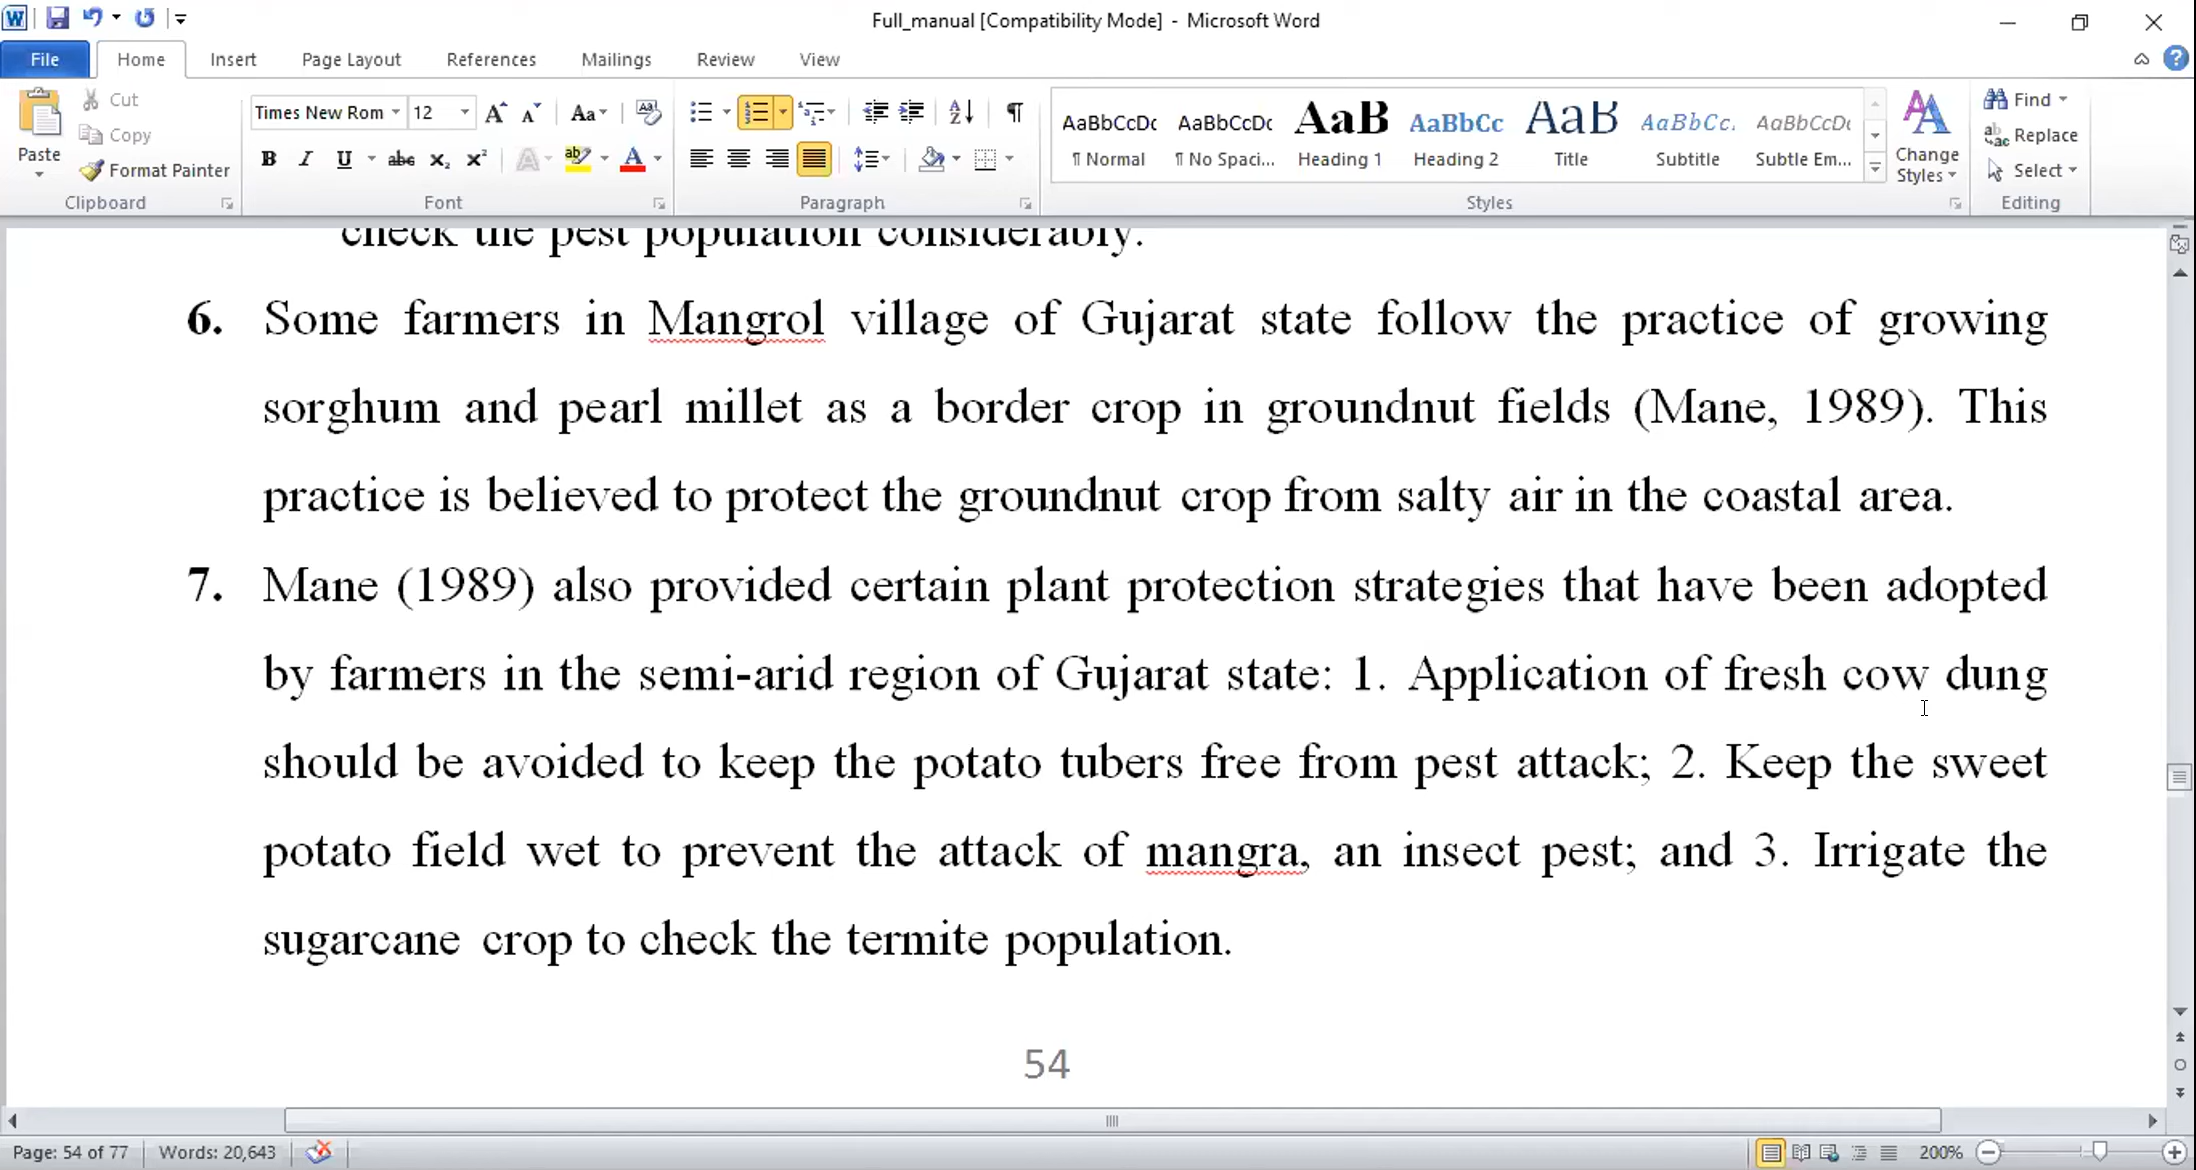 Full_manual [Compatibility Mode] - Microsoft Word
File Home Insert Page Layout References Mailings Review View
Paste
Cut
Copy
Format Painter
Clipboard
Times New Rom 12
Font
Paragraph
AaBbCcDc AaBbCcDc AaB AaBbCc AaB AaBbCc. AaBbCcDc
¶ Normal ¶ No Spaci... Heading 1 Heading 2 Title Subtitle Subtle Em...
Styles
Change Styles
Find
Replace
Select
Editing
check the pest population considerably.
6. Some farmers in Mangrol village of Gujarat state follow the practice of growing
sorghum and pearl millet as a border crop in groundnut fields (Mane, 1989). This
practice is believed to protect the groundnut crop from salty air in the coastal area.
7. Mane (1989) also provided certain plant protection strategies that have been adopted
by farmers in the semi-arid region of Gujarat state: 1. Application of fresh cow dung
should be avoided to keep the potato tubers free from pest attack; 2. Keep the sweet
potato field wet to prevent the attack of mangra, an insect pest; and 3. Irrigate the
sugarcane crop to check the termite population.
54
Page: 54 of 77 Words: 20,643 200%